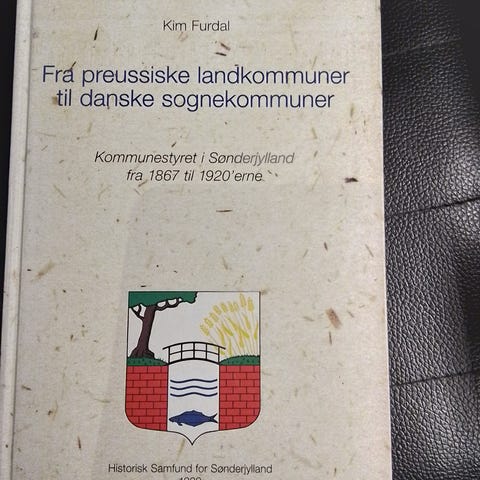 Kim Furdal
Fra preussiske landkommuner
til danske sognekommuner
Kommunestyret i Sønderjylland
fra 1867 til 1920'erne
Historisk Samfund for Sønderjylland